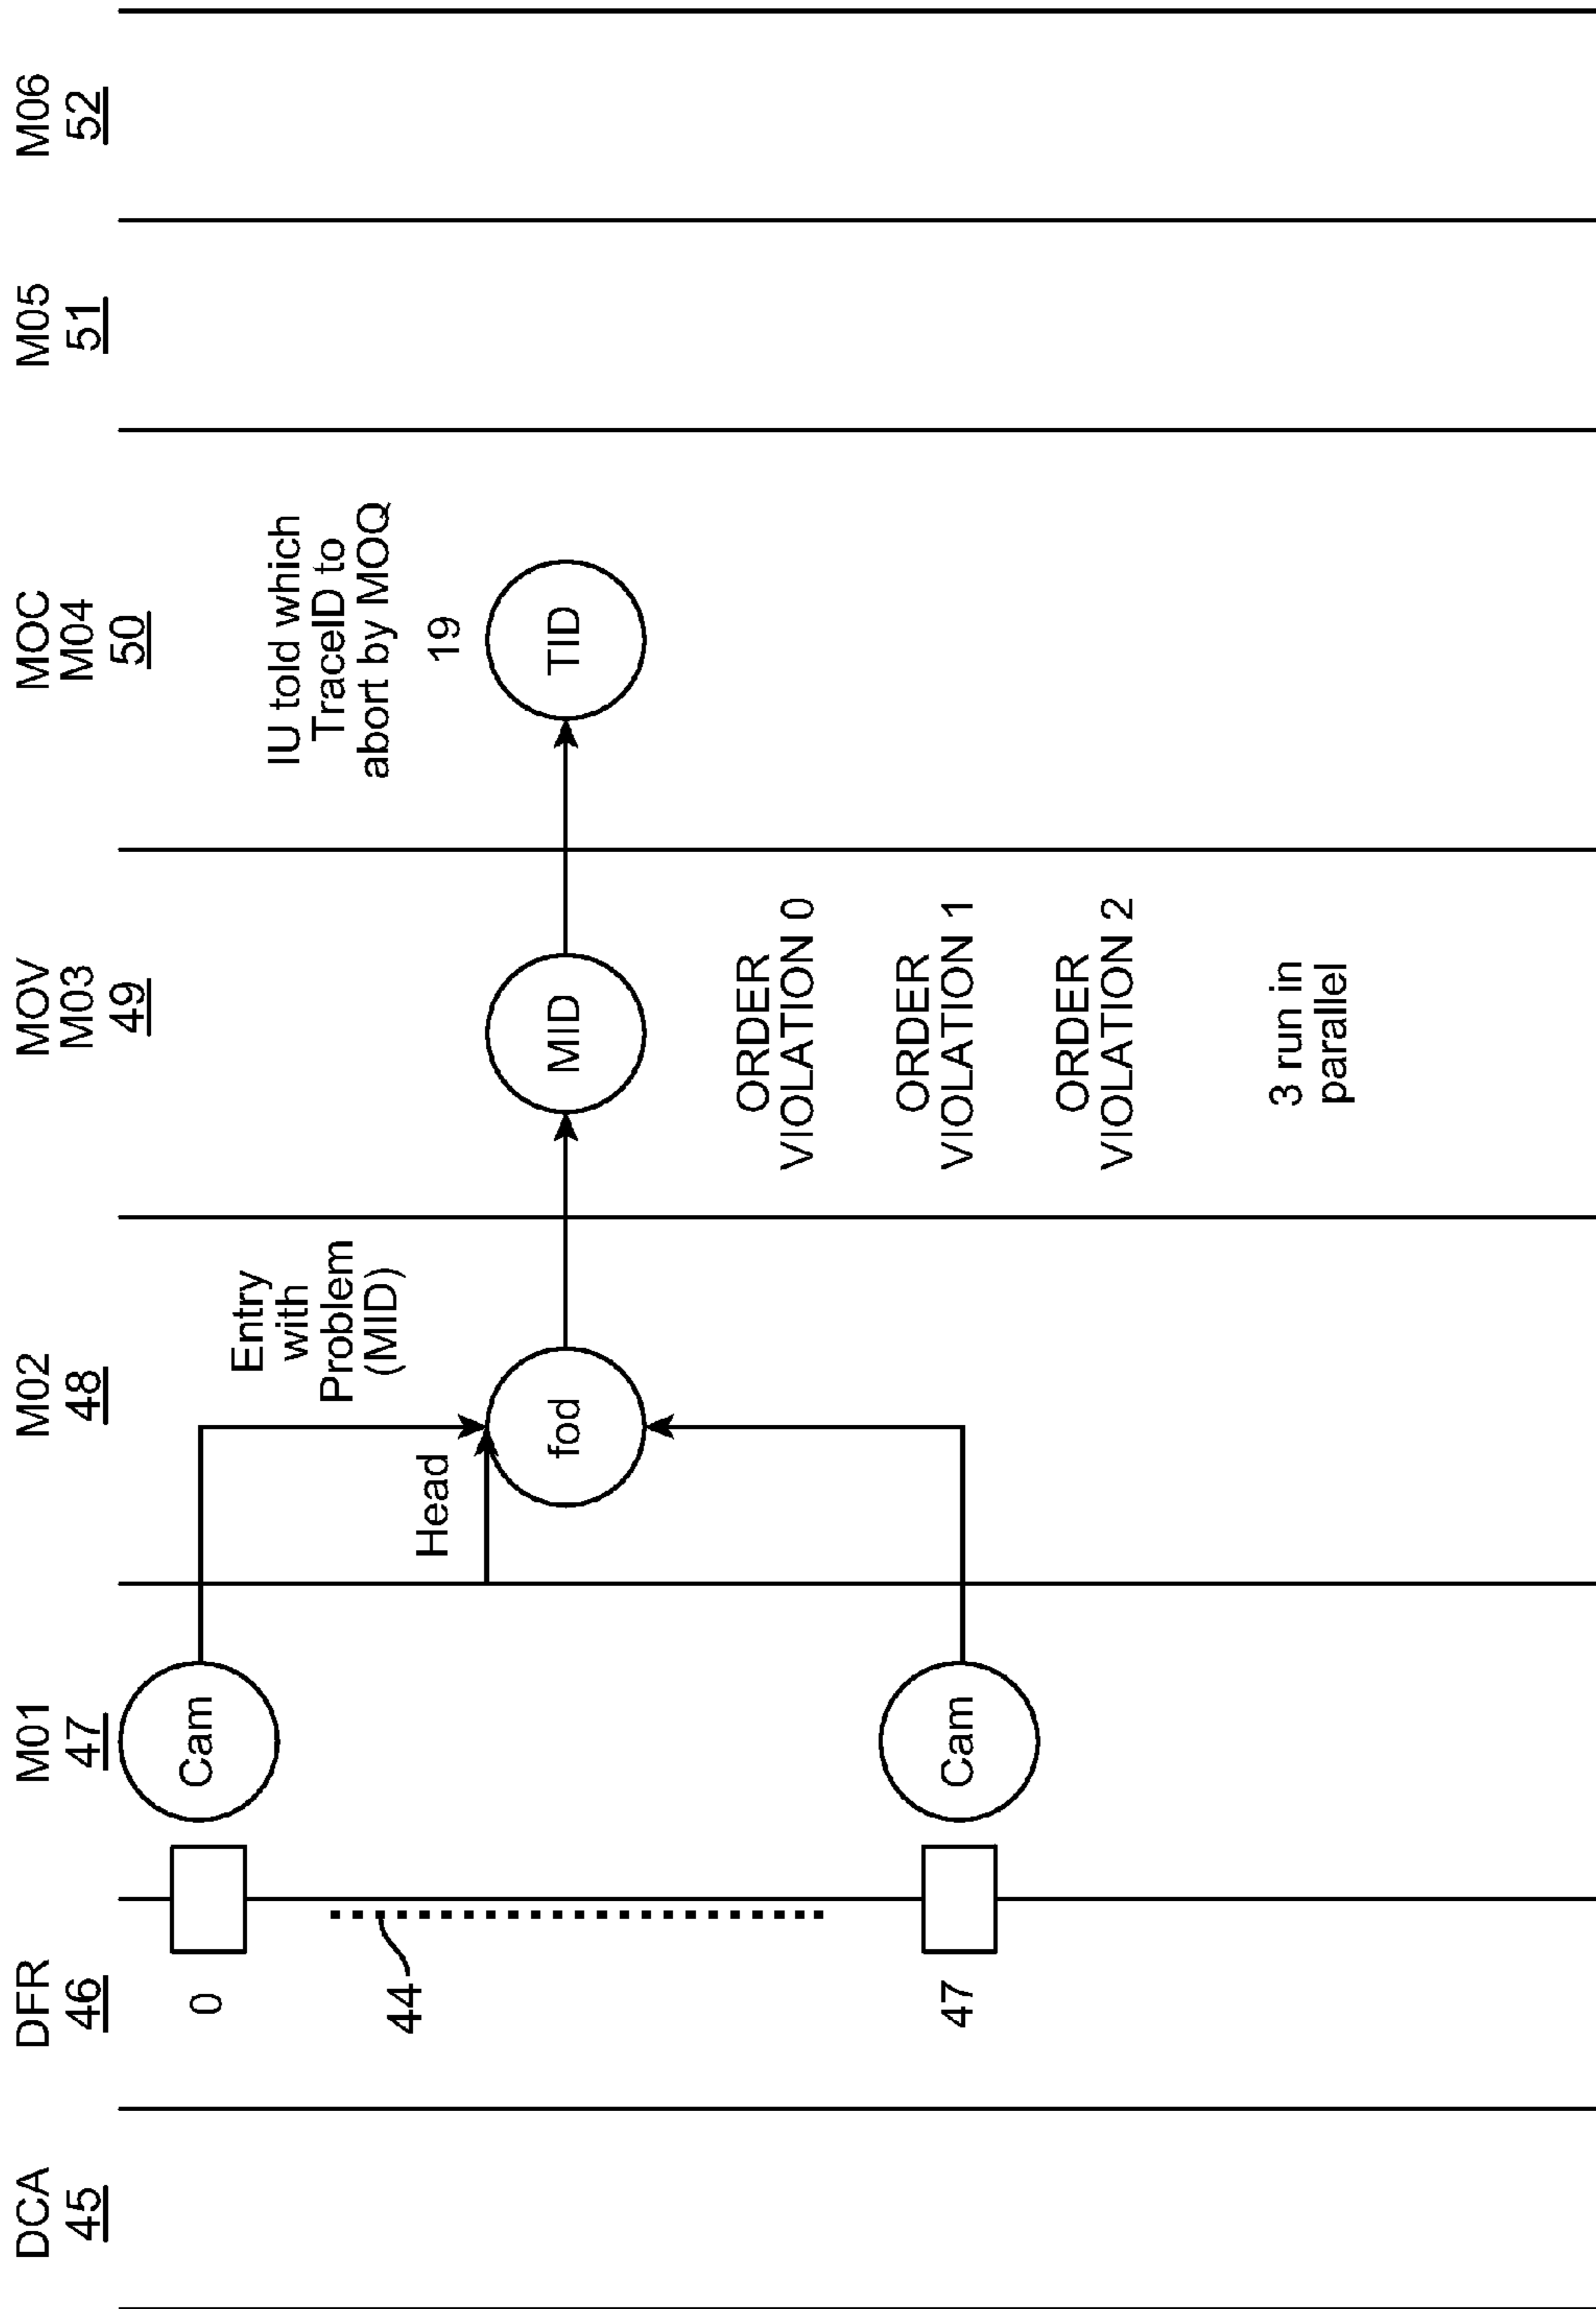 DCA
45
DFR
46
M01
47
M02
48
MOV
M03
49
MOC
M04
50
M05
51
M06
52
0
44
47
Cam
Cam
Head
Entry
with
Problem
(MID)
fod
MID
ORDER
VIOLATION 0
ORDER
VIOLATION 1
ORDER
VIOLATION 2
3 run in
parallel
IU told which
TraceID to
abort by MOQ
19
TID